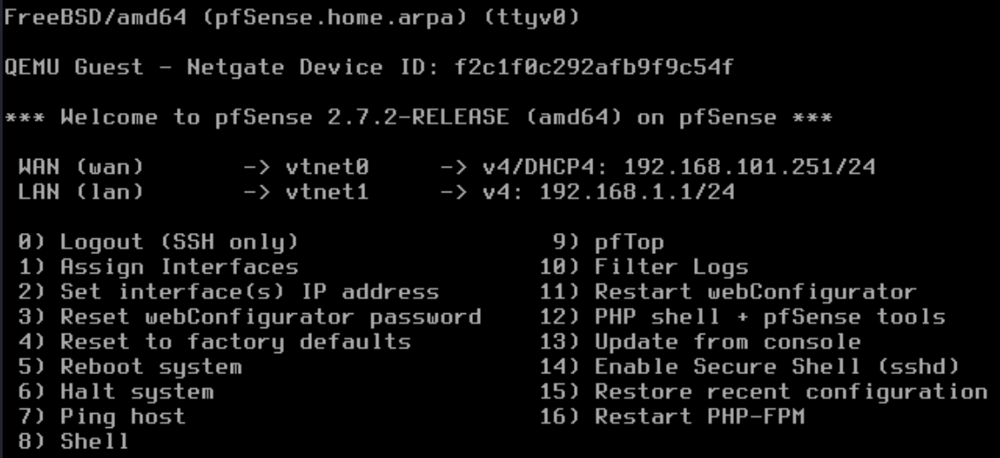 FreeBSD/amd64 (pfSense.home.arpa) (ttyv0)
QEMU Guest - Netgate Device ID: f2c1f0c292afb9f9c54f
*** Welcome to pfSense 2.7.2-RELEASE (amd64) on pfSense ***
WAN (wan) -> vtnet0 -> v4/DHCP4: 192.168.101.251/24
LAN (lan) -> vtnet1 -> v4: 192.168.1.1/24
0) Logout (SSH only) 9) pfTop
1) Assign Interfaces 10) Filter Logs
2) Set interface(s) IP address 11) Restart webConfigurator
3) Reset webConfigurator password 12) PHP shell + pfSense tools
4) Reset to factory defaults 13) Update from console
5) Reboot system 14) Enable Secure Shell (sshd)
6) Halt system 15) Restore recent configuration
7) Ping host 16) Restart PHP-FPM
8) Shell